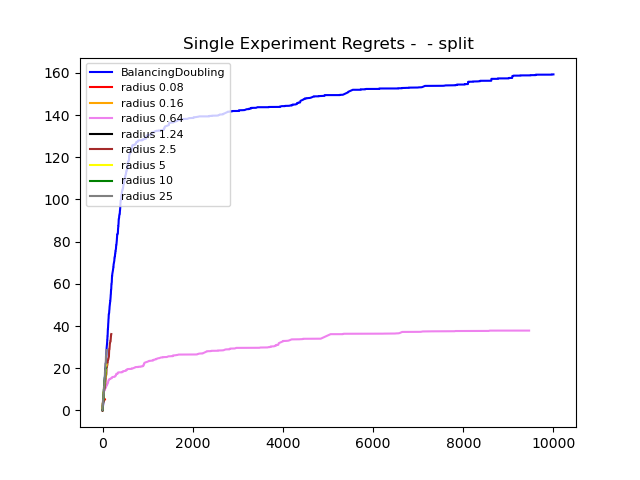 Single Experiment Regrets -  - split
160
140
120
100
80
60
40
20
0
BalancingDoubling
radius 0.08
radius 0.16
radius 0.64
radius 1.24
radius 2.5
radius 5
radius 10
radius 25
0 2000 4000 6000 8000 10000